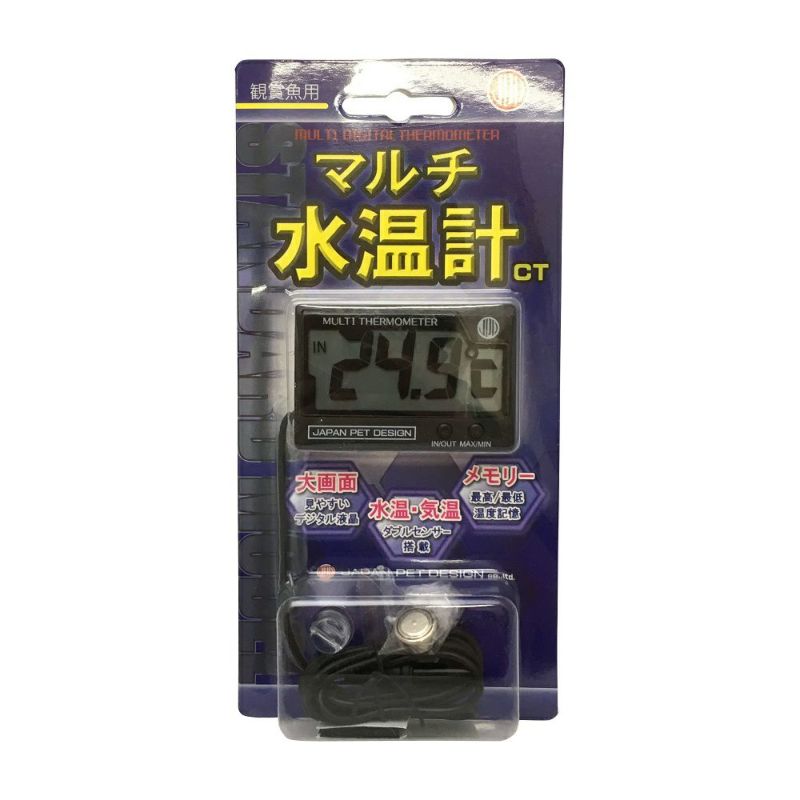 観賞魚用
MULTI DIGITAL THERMOMETER
マルチ
水温計CT
MULTI THERMOMETER
IN
24.9℃
JAPAN PET DESIGN
IN/OUT MAX/MIN
大画面
見やすい
デジタル液晶
水温・気温
ダブルセンサー
搭載
メモリー
最高/最低
温度記憶
JAPAN PET DESIGN co.,ltd.